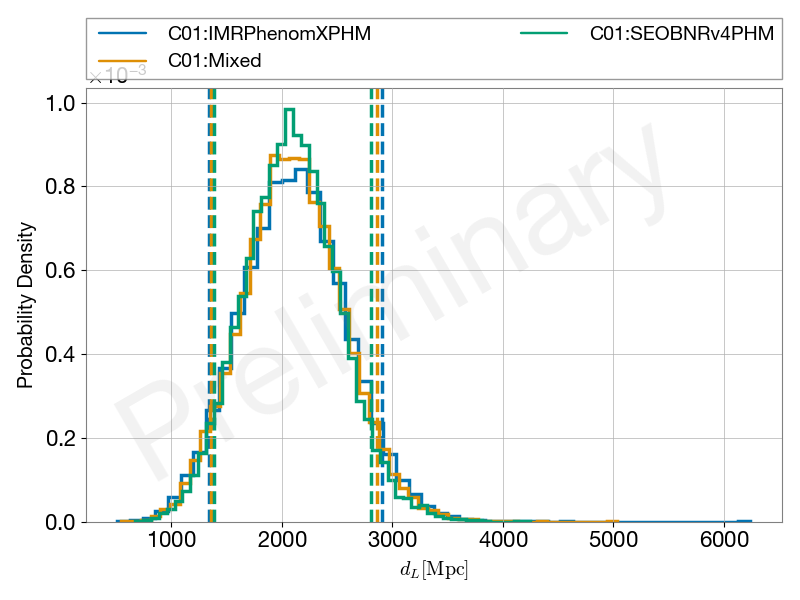 C01:IMRPhenomXPHM
C01:Mixed
C01:SEOBNRv4PHM
×10⁻³
1.0
0.8
0.6
0.4
0.2
0.0
Probability Density
Preliminary
1000 2000 3000 4000 5000 6000
d_L[Mpc]